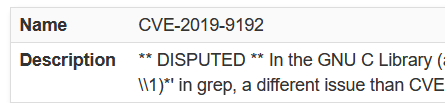 Name CVE-2019-9192
Description ** DISPUTED ** In the GNU C Library (
\\1)*' in grep, a different issue than CVE